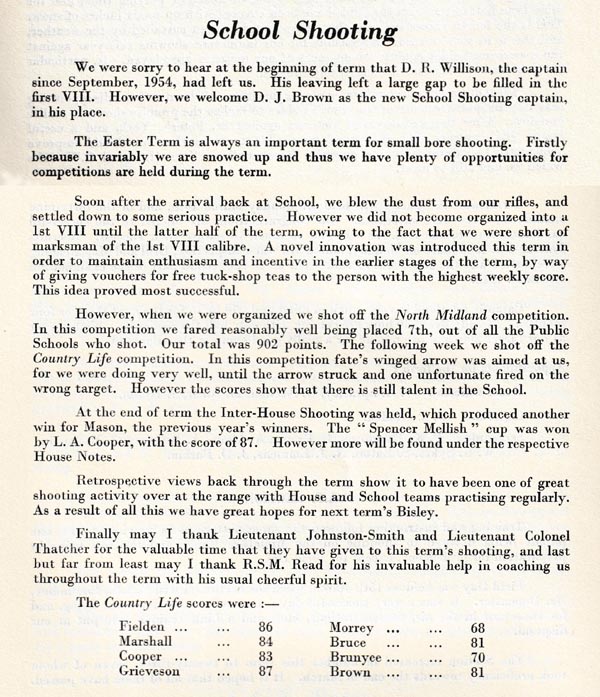 School Shooting
We were sorry to hear at the beginning of term that D. R. Willison, the captain
since September, 1954, had left us. His leaving left a large gap to be filled in the
first VIII. However, we welcome D. J. Brown as the new School Shooting captain,
in his place.
The Easter Term is always an important term for small bore shooting. Firstly
because invariably we are snowed up and thus we have plenty of opportunities for
competitions are held during the term.
Soon after the arrival back at School, we blew the dust from our rifles, and
settled down to some serious practice. However we did not become organized into a
1st VIII until the latter half of the term, owing to the fact that we were short of
marksman of the 1st VIII calibre. A novel innovation was introduced this term in
order to maintain enthusiasm and incentive in the earlier stages of the term, by way
of giving vouchers for free tuck-shop teas to the person with the highest weekly score.
This idea proved most successful.
However, when we were organized we shot off the North Midland competition.
In this competition we fared reasonably well being placed 7th, out of all the Public
Schools who shot. Our total was 902 points. The following week we shot off the
Country Life competition. In this competition fate's winged arrow was aimed at us,
for we were doing very well, until the arrow struck and one unfortunate fired on the
wrong target. However the scores show that there is still talent in the School.
At the end of term the Inter-House Shooting was held, which produced another
win for Mason, the previous year's winners. The “ Spencer Mellish ” cup was won
by L. A. Cooper, with the score of 87. However more will be found under the respective
House Notes.
Retrospective views back through the term show it to have been one of great
shooting activity over at the range with House and School teams practising regularly.
As a result of all this we have great hopes for next term's Bisley.
Finally may I thank Lieutenant Johnston-Smith and Lieutenant Colonel
Thatcher for the valuable time that they have given to this term's shooting, and last
but far from least may I thank R.S.M. Read for his invaluable help in coaching us
throughout the term with his usual cheerful spirit.
The Country Life scores were :—
Fielden ... ... 86 Morrey ... ... 68
Marshall ... 84 Bruce ... ... 81
Cooper ... ... 83 Brunyee ... ... 70
Grieveson ... 87 Brown ... ... 81